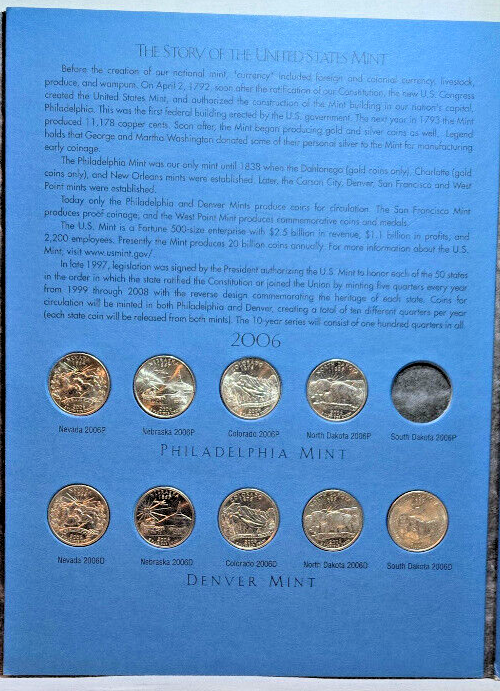 THE STORY OF THE UNITED STATES MINT
Before the creation of our national mint, "currency" included foreign and colonial currency, livestock,
produce, and wampum. On April 2, 1792, soon after the ratification of our Constitution, the new U.S. Congress
created the United States Mint, and authorized the construction of the Mint building in our nation's capital,
Philadelphia. This was the first federal building erected by the U.S. government. The next year in 1793 the Mint
produced 11,178 copper cents. Soon after, the Mint began producing gold and silver coins as well. Legend
holds that George and Martha Washington donated some of their personal silver to the Mint for manufacturing
early coinage.
The Philadelphia Mint was our only mint until 1838 when the Dahlonega (gold coins only), Charlotte (gold
coins only), and New Orleans mints were established. Later, the Carson City, Denver, San Francisco and West
Point mints were established.
Today only the Philadelphia and Denver Mints produce coins for circulation. The San Francisco Mint
produces proof coinage, and the West Point Mint produces commemorative coins and medals.
The U.S. Mint is a Fortune 500-size enterprise with $2.5 billion in revenue, $1.1 billion in profits, and
2,200 employees. Presently the Mint produces 20 billion coins annually. For more information about the U.S.
Mint, visit www.usmint.gov/
In late 1997, legislation was signed by the President authorizing the U.S. Mint to honor each of the 50 states
in the order in which the state ratified the Constitution or joined the Union by minting five quarters every year
from 1999 through 2008 with the reverse design commemorating the heritage of each state. Coins for
circulation will be minted in both Philadelphia and Denver, creating a total of ten different quarters per year
(each state coin will be released from both mints). The 10-year series will consist of one hundred quarters in all.
2006
Nevada 2006P Nebraska 2006P Colorado 2006P North Dakota 2006P South Dakota 2006P
PHILADELPHIA MINT
Nevada 2006D Nebraska 2006D Colorado 2006D North Dakota 2006D South Dakota 2006D
DENVER MINT